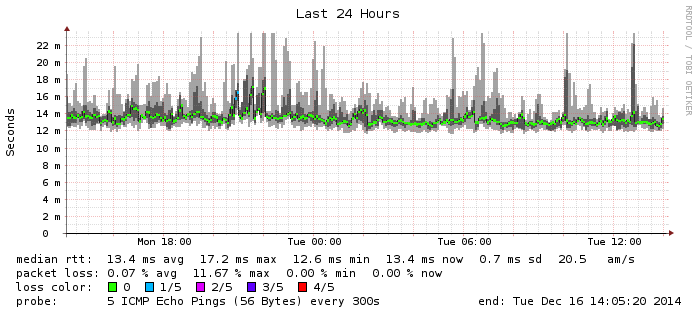 Last 24 Hours
RRDTOOL / TOBI OETIKER
Seconds
22 m
20 m
18 m
16 m
14 m
12 m
10 m
8 m
6 m
4 m
2 m
0
Mon 18:00 Tue 00:00 Tue 06:00 Tue 12:00
median rtt: 13.4 ms avg 17.2 ms max 12.6 ms min 13.4 ms now 0.7 ms sd 20.5 am/s
packet loss: 0.07 % avg 11.67 % max 0.00 % min 0.00 % now
loss color: 0 1/5 2/5 3/5 4/5
probe: 5 ICMP Echo Pings (56 Bytes) every 300s end: Tue Dec 16 14:05:20 2014